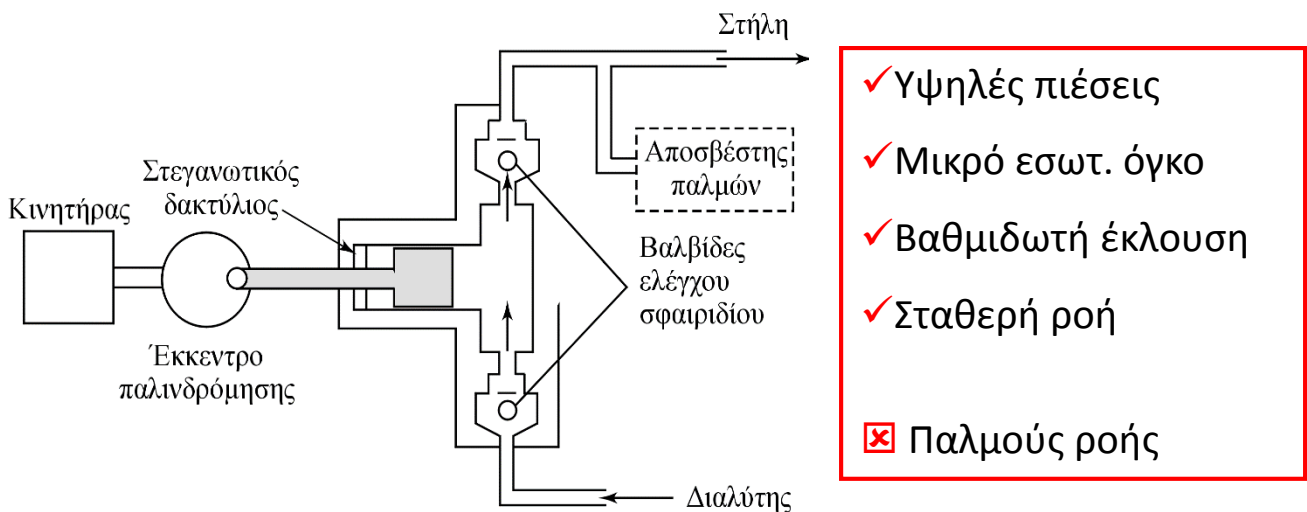 Στήλη
Αποσβέστης
παλμών
Στεγανωτικός
δακτύλιος
Κινητήρας
Βαλβίδες
ελέγχου
σφαιριδίου
Έκκεντρο
παλινδρόμησης
Διαλύτης
✓Υψηλές πιέσεις
✓Μικρό εσωτ. όγκο
✓Βαθμιδωτή έκλουση
✓Σταθερή ροή
☒ Παλμούς ροής